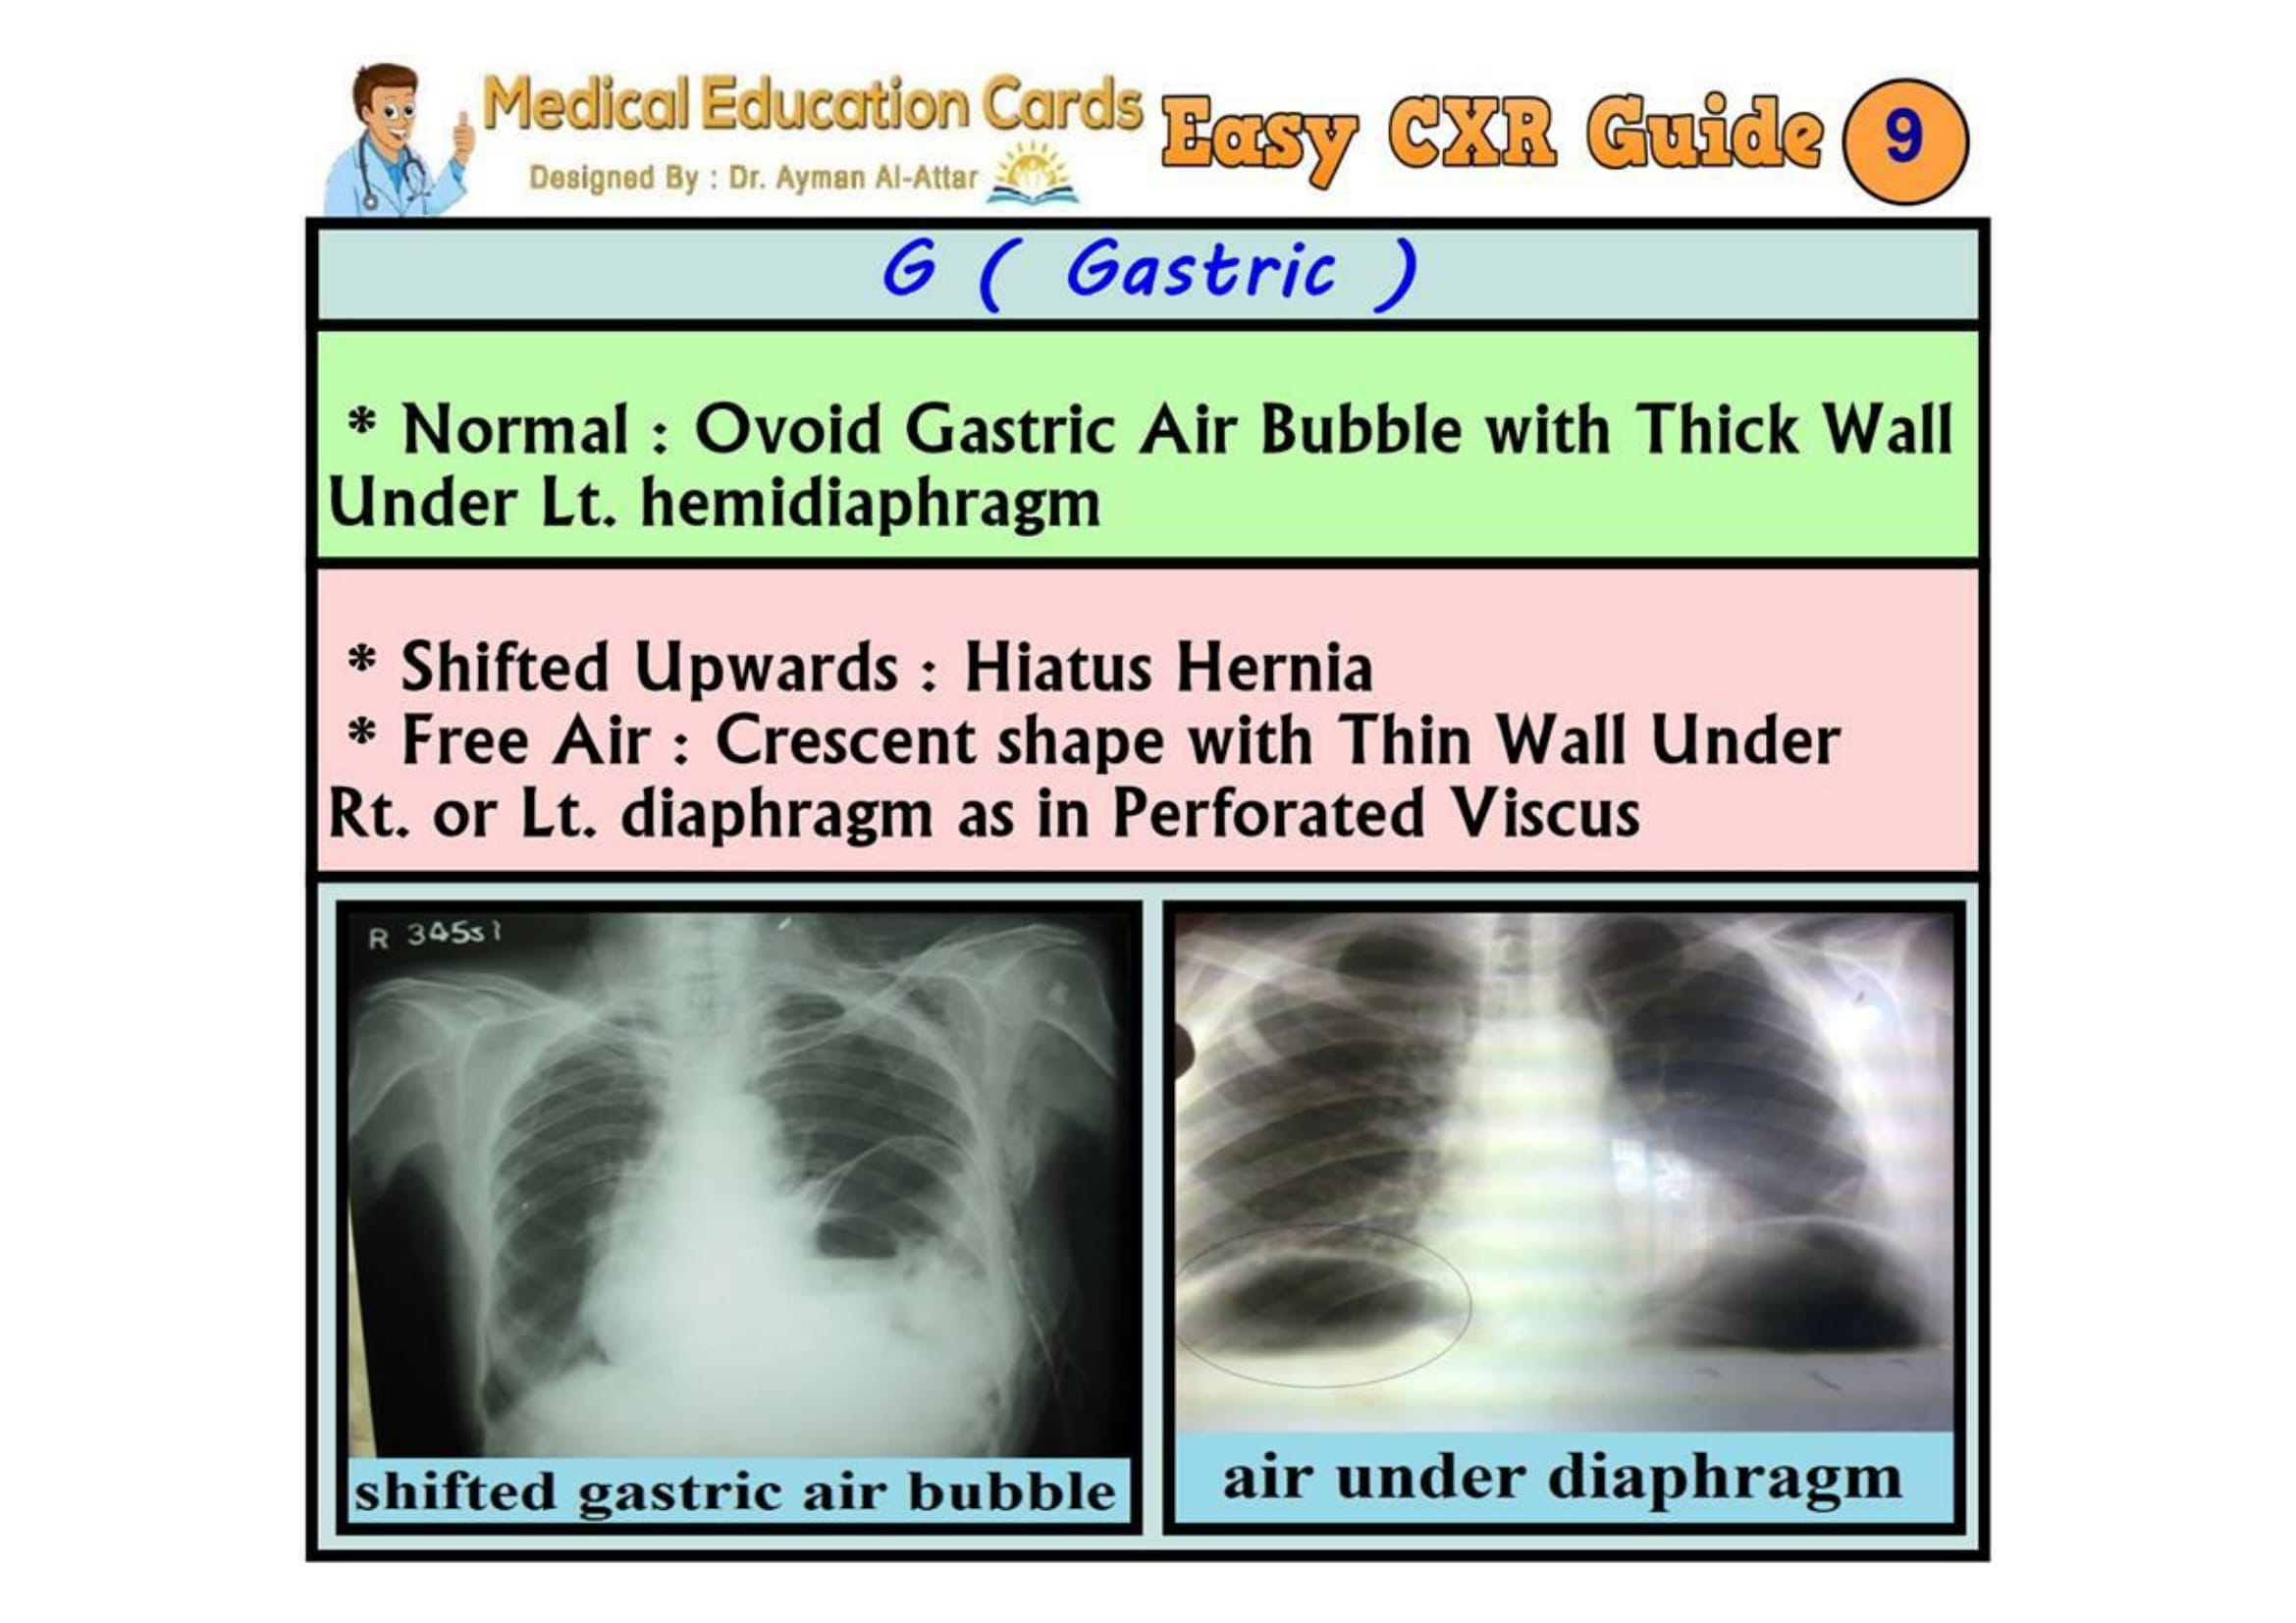 Medical Education Cards
Designed By : Dr. Ayman Al-Attar
Easy CXR Guide 9
G ( Gastric )
* Normal : Ovoid Gastric Air Bubble with Thick Wall
Under Lt. hemidiaphragm
* Shifted Upwards : Hiatus Hernia
* Free Air : Crescent shape with Thin Wall Under
Rt. or Lt. diaphragm as in Perforated Viscus
R
shifted gastric air bubble
air under diaphragm